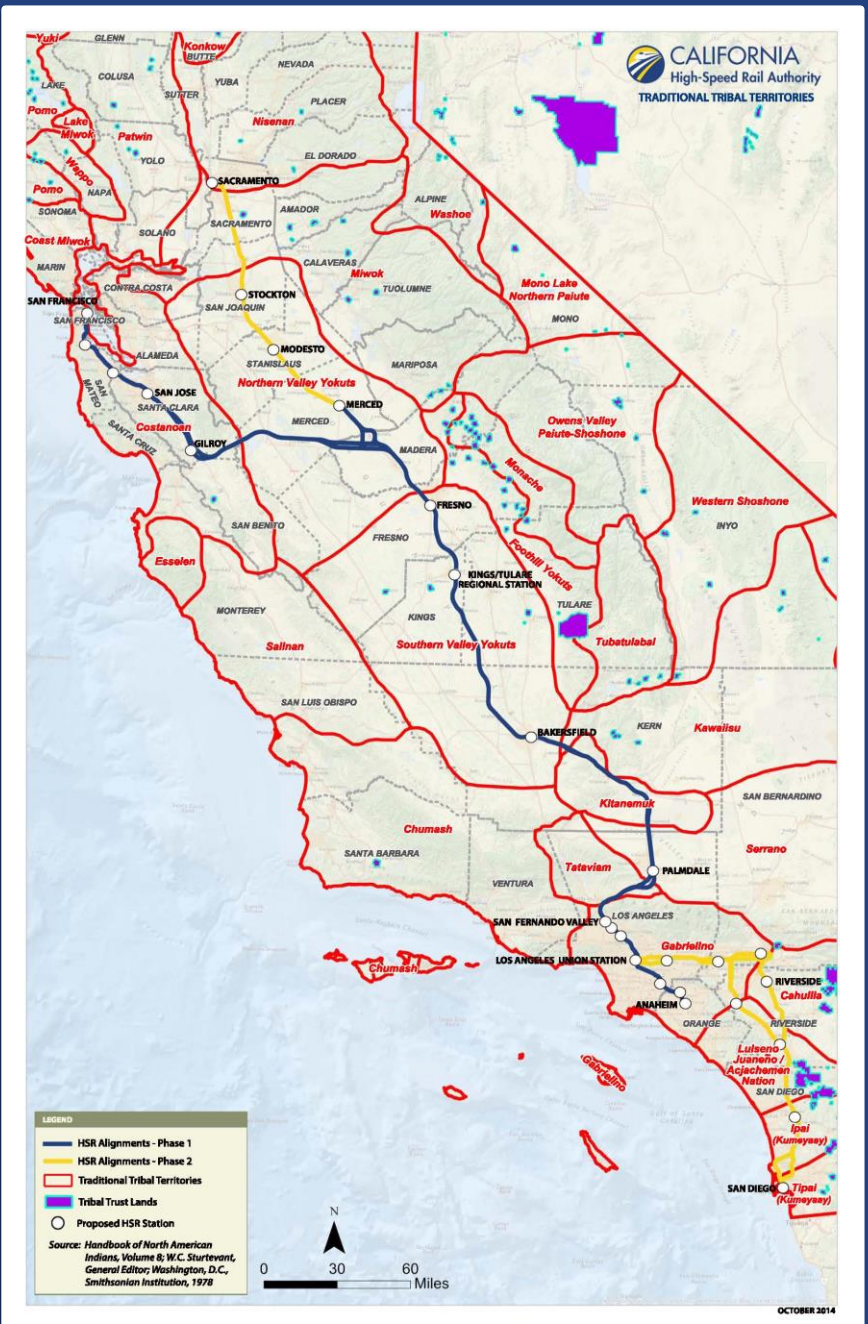 CALIFORNIA
High-Speed Rail Authority
TRADITIONAL TRIBAL TERRITORIES
Yuki
GLENN
Konkow
BUTTE
NEVADA
COLUSA
LAKE
SUTTER
YUBA
PLACER
Pomo
Lake
Miwok
Patwin
Nisenan
YOLO
EL DORADO
Wappo
Pomo
NAPA
SACRAMENTO
SONOMA
SOLANO
SACRAMENTO
AMADOR
ALPINE
Washoe
Coast Miwok
MARIN
CALAVERAS
Miwok
CONTRA COSTA
TUOLUMNE
Mono Lake
Northern Paiute
MONO
SAN FRANCISCO
SAN FRANCISCO
STOCKTON
SAN JOAQUIN
ALAMEDA
MODESTO
STANISLAUS
MARIPOSA
SAN
MATEO
SAN JOSE
SANTA CLARA
Northern Valley Yokuts
MERCED
MERCED
Costanoan
SANTA CRUZ
GILROY
MADERA
Owens Valley
Paiute-Shoshone
Monache
Western Shoshone
INYO
FRESNO
SAN BENITO
FRESNO
Esselen
Foothill Yokuts
KINGS/TULARE
REGIONAL STATION
TULARE
MONTEREY
KINGS
Salinan
Southern Valley Yokuts
Tubatulabal
SAN LUIS OBISPO
BAKERSFIELD
KERN
Kawaiisu
SAN BERNARDINO
Kitanemuk
Chumash
SANTA BARBARA
Serrano
Tataviam
PALMDALE
VENTURA
SAN FERNANDO VALLEY
LOS ANGELES
Gabrielino
LOS ANGELES UNION STATION
Chumash
RIVERSIDE
Cahuilla
ANAHEIM
ORANGE
RIVERSIDE
Luiseno
Juaneño /
Acjachemen
Nation
Gabrielino
SAN DIEGO
Ipai
(Kumeyaay)
SAN DIEGO
Tipai
(Kumeyaay)
LEGEND
HSR Alignments - Phase 1
HSR Alignments - Phase 2
Traditional Tribal Territories
Tribal Trust Lands
Proposed HSR Station
Source: Handbook of North American
Indians, Volume 8; W.C. Sturtevant,
General Editor; Washington, D.C.,
Smithsonian Institution, 1978
N
0 30 60
Miles
OCTOBER 2014